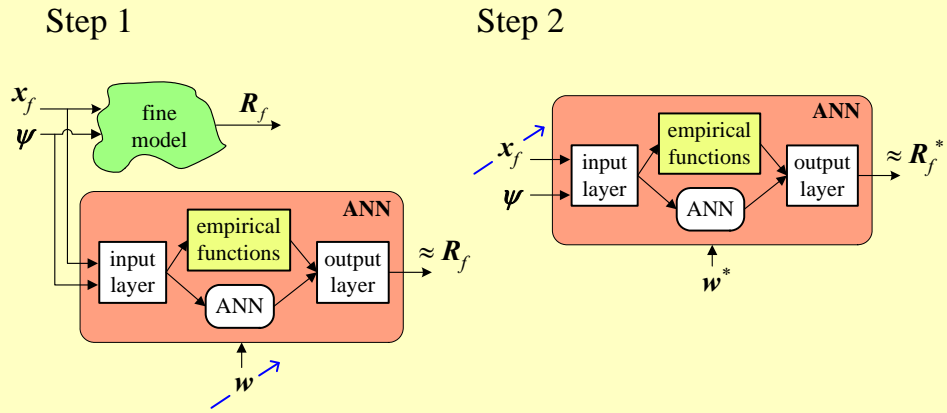 Step 1
x_f
ψ
fine
model
R_f
ANN
input
layer
empirical
functions
ANN
output
layer
≈ R_f
w
Step 2
ANN
x_f
ψ
input
layer
empirical
functions
ANN
output
layer
≈ R_f^*
w^*